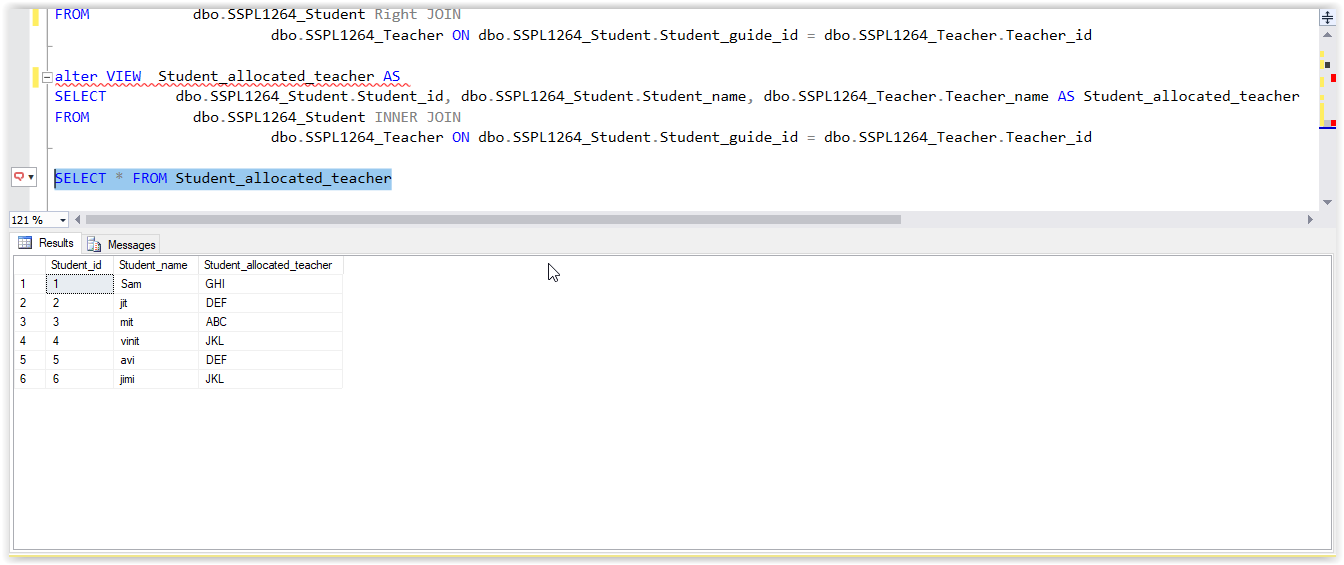 FROM dbo.SSPL1264_Student Right JOIN
dbo.SSPL1264_Teacher ON dbo.SSPL1264_Student.Student_guide_id = dbo.SSPL1264_Teacher.Teacher_id
alter VIEW Student_allocated_teacher AS
SELECT dbo.SSPL1264_Student.Student_id, dbo.SSPL1264_Student.Student_name, dbo.SSPL1264_Teacher.Teacher_name AS Student_allocated_teacher
FROM dbo.SSPL1264_Student INNER JOIN
dbo.SSPL1264_Teacher ON dbo.SSPL1264_Student.Student_guide_id = dbo.SSPL1264_Teacher.Teacher_id
SELECT * FROM Student_allocated_teacher
121 %
Results Messages
Student_id Student_name Student_allocated_teacher
1 1 Sam GHI
2 2 jit DEF
3 3 mit ABC
4 4 vinit JKL
5 5 avi DEF
6 6 jimi JKL